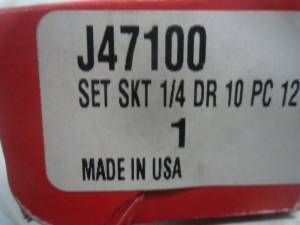 J47100
SET SKT 1/4 DR 10 PC 12
1
MADE IN USA